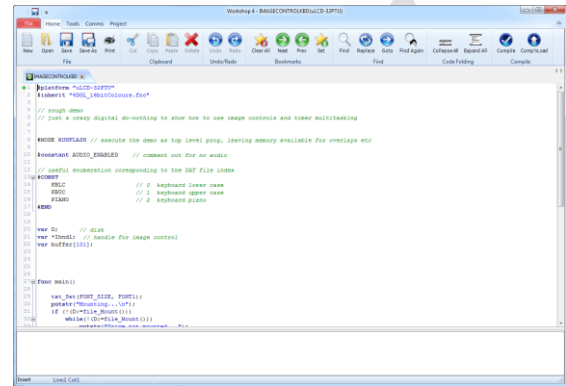 Workshop 4 - IMAGECONTROLKBD(uLCD-32PTU)
File Home Tools Comms Project
New Open Save Save As Print Cut Copy Paste Delete Undo Redo Clear All Next Prev Set Find Replace Goto Find Again Collapse All Expand All Compile Comp'nLoad
File Clipboard Undo/Redo Bookmarks Find Code Folding Compile
IMAGECONTROLKBD
#platform "uLCD-32PTU"
#inherit "4DGL_16bitColours.fnc"
// rough demo
// just a crazy digital do-nothing to show how to use image controls and timer multitasking
#MODE RUNFLASH // execute the demo as top level prog, leaving memory available for overlays etc
#constant AUDIO_ENABLED // comment out for no audio
// useful enumeration corresponding to the DAT file index
#CONST
KBLC // 0 keyboard lower case
KBUC // 1 keyboard upper case
PIANO // 2 keyboard piano
#END
var D; // disk
var *Ihndl; // handle for image control
var buffer[101];
func main()
txt_Set(FONT_SIZE, FONT1);
putstr("Mounting...\n");
if (!(D:=file_Mount()))
while(!(D:=file_Mount()))
Insert Line:1 Col:1